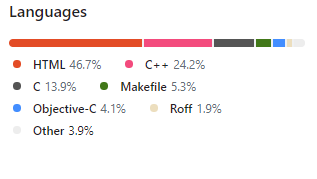 Languages
HTML 46.7% C++ 24.2%
C 13.9% Makefile 5.3%
Objective-C 4.1% Roff 1.9%
Other 3.9%